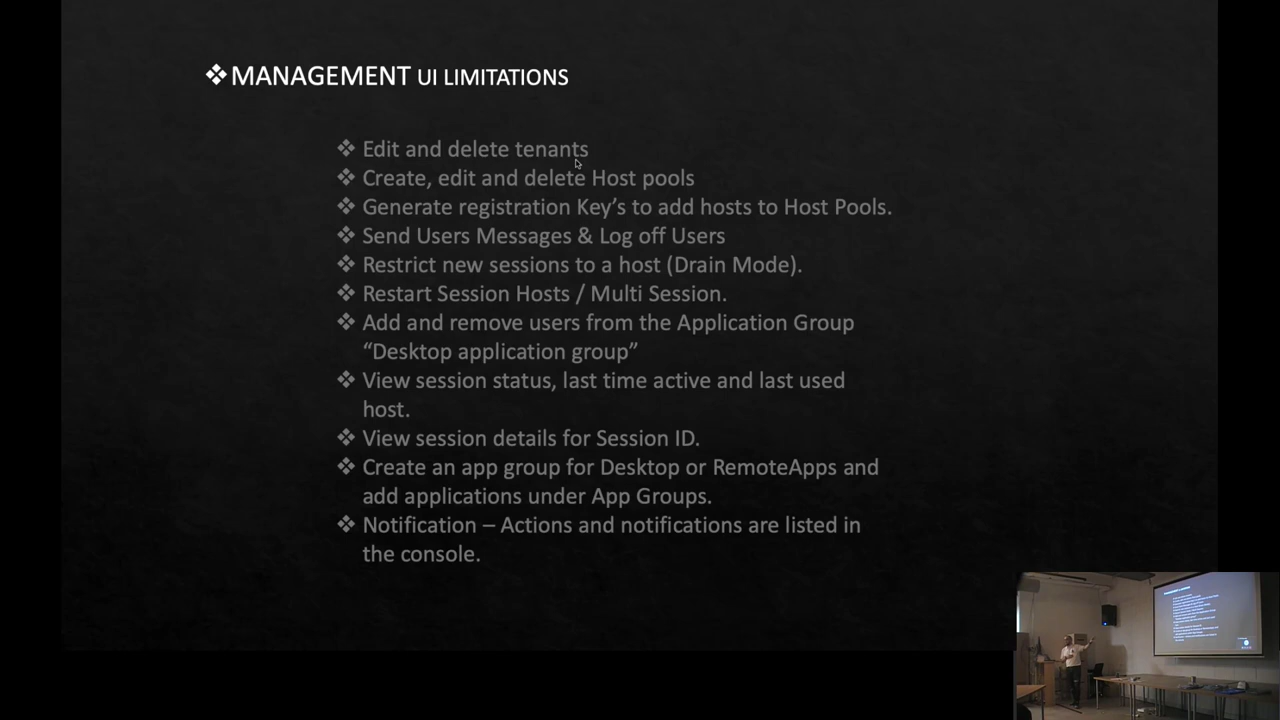 ❖MANAGEMENT UI LIMITATIONS
❖ Edit and delete tenants
❖ Create, edit and delete Host pools
❖ Generate registration Key’s to add hosts to Host Pools.
❖ Send Users Messages & Log off Users
❖ Restrict new sessions to a host (Drain Mode).
❖ Restart Session Hosts / Multi Session.
❖ Add and remove users from the Application Group
“Desktop application group”
❖ View session status, last time active and last used
host.
❖ View session details for Session ID.
❖ Create an app group for Desktop or RemoteApps and
add applications under App Groups.
❖ Notification – Actions and notifications are listed in
the console.